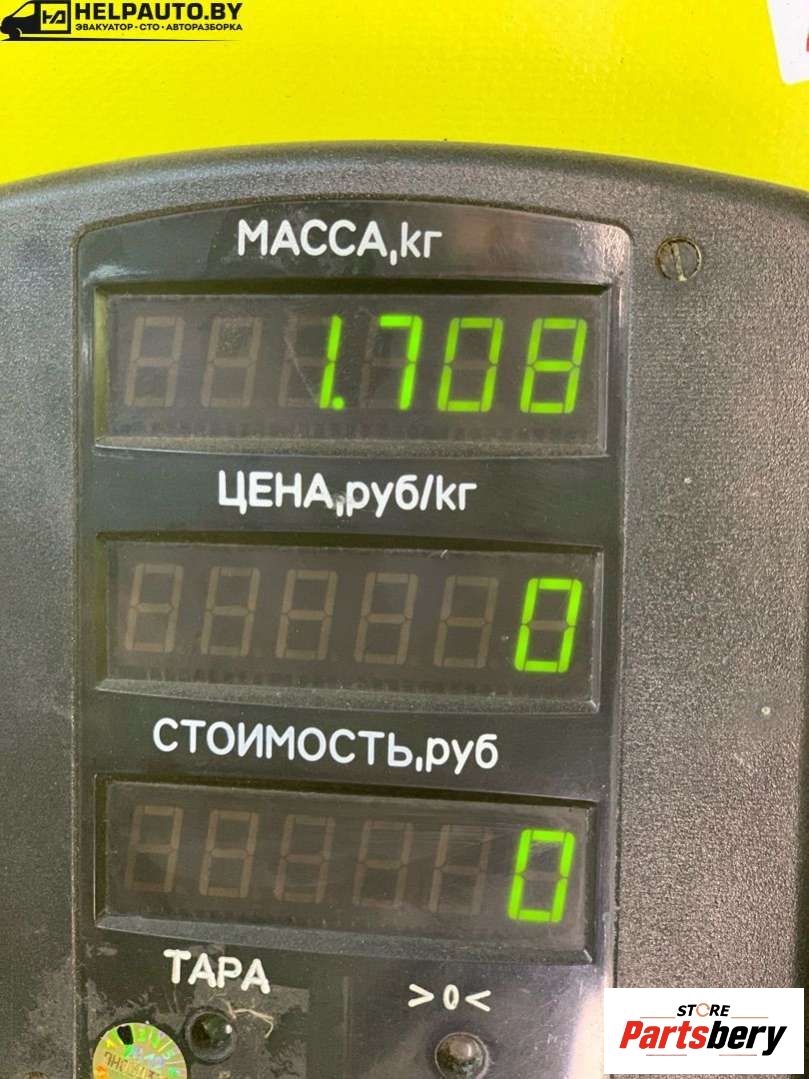 HELPAUTO.BY
ЭВАКУАТОР·СТО·АВТОРАЗБОРКА
МАССА,кг
1.708
ЦЕНА,руб/кг
0
СТОИМОСТЬ,руб
0
ТАРА
>0<
STORE
Partsbery